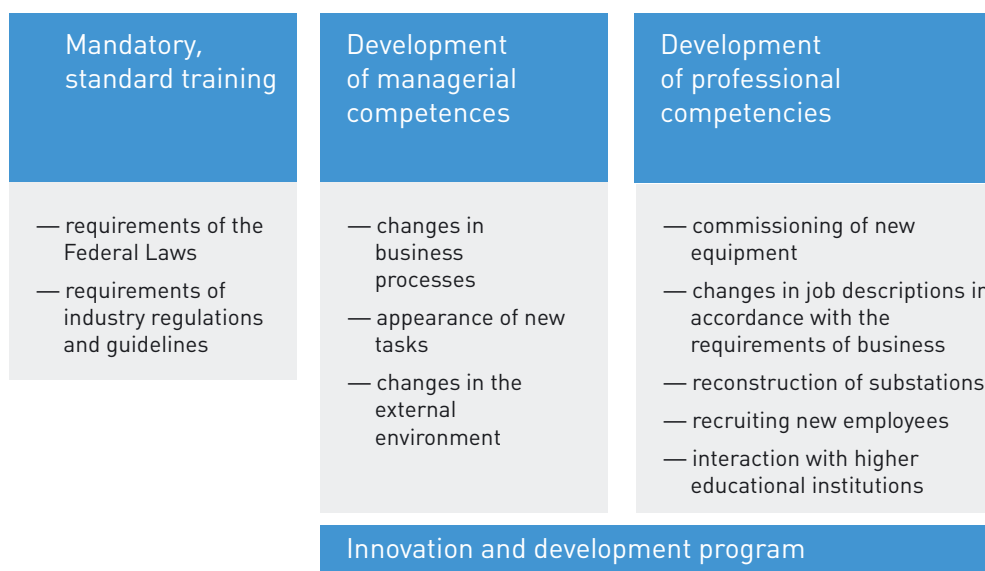 Mandatory,
standard training
— requirements of the
Federal Laws
— requirements of
industry regulations
and guidelines
Development
of managerial
competences
— changes in
business
processes
— appearance of new
tasks
— changes in the
external
environment
Development
of professional
competencies
— commissioning of new
equipment
— changes in job descriptions in
accordance with the
requirements of business
— reconstruction of substations
— recruiting new employees
— interaction with higher
educational institutions
Innovation and development program